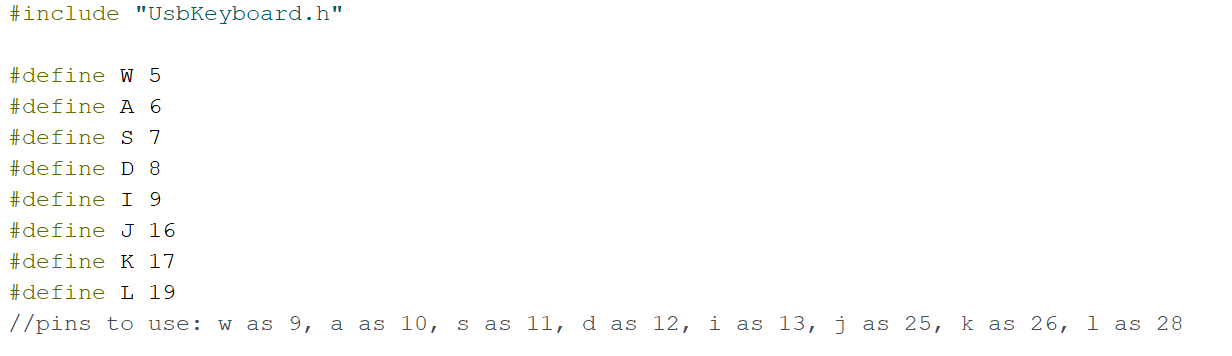 #include "UsbKeyboard.h"
#define W 5
#define A 6
#define S 7
#define D 8
#define I 9
#define J 16
#define K 17
#define L 19
//pins to use: w as 9, a as 10, s as 11, d as 12, i as 13, j as 25, k as 26, l as 28